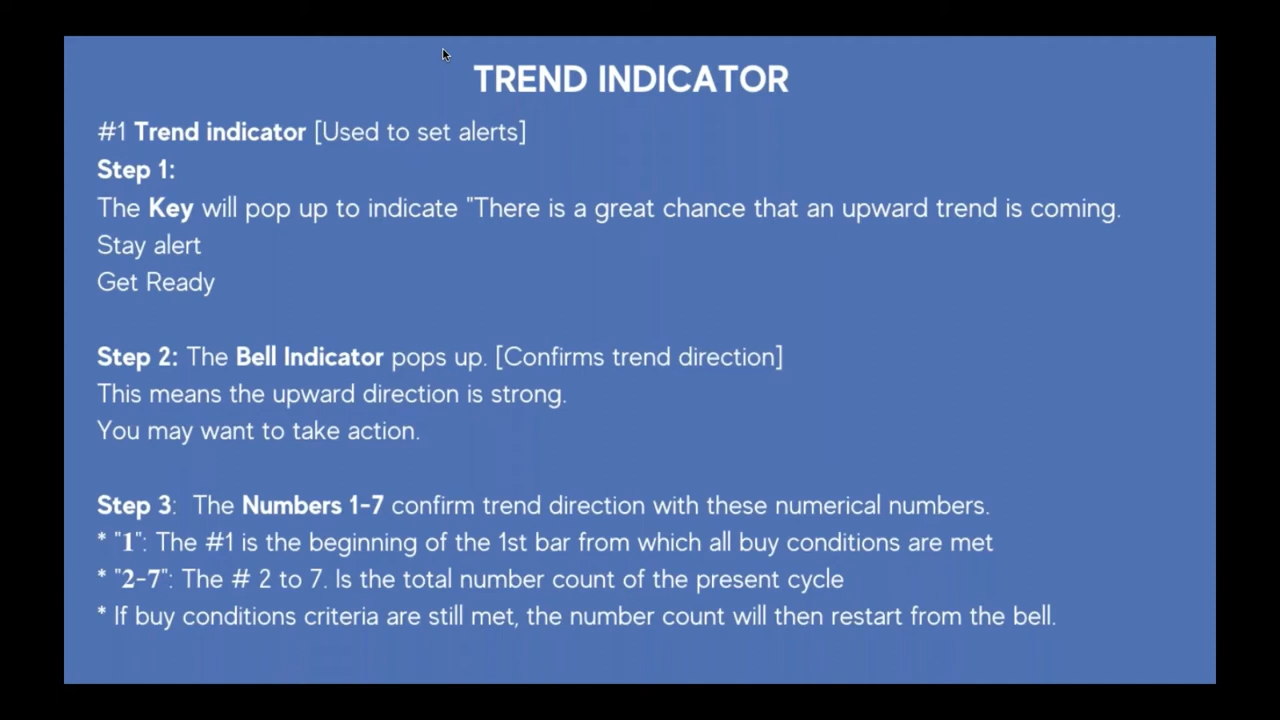 TREND INDICATOR
#1 Trend indicator [Used to set alerts]
Step 1:
The Key will pop up to indicate "There is a great chance that an upward trend is coming.
Stay alert
Get Ready
Step 2: The Bell Indicator pops up. [Confirms trend direction]
This means the upward direction is strong.
You may want to take action.
Step 3: The Numbers 1-7 confirm trend direction with these numerical numbers.
* "1": The #1 is the beginning of the 1st bar from which all buy conditions are met
* "2-7": The # 2 to 7. Is the total number count of the present cycle
* If buy conditions criteria are still met, the number count will then restart from the bell.